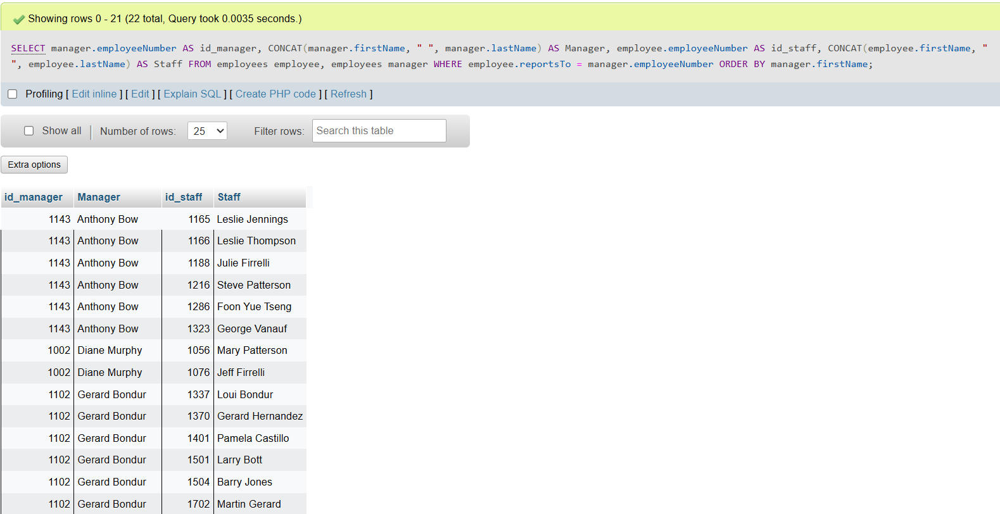 Showing rows 0 - 21 (22 total, Query took 0.0035 seconds.)
SELECT manager.employeeNumber AS id_manager, CONCAT(manager.firstName, " ", manager.lastName) AS Manager, employee.employeeNumber AS id_staff, CONCAT(employee.firstName, "
", employee.lastName) AS Staff FROM employees employee, employees manager WHERE employee.reportsTo = manager.employeeNumber ORDER BY manager.firstName;
Profiling [ Edit inline ] [ Edit ] [ Explain SQL ] [ Create PHP code ] [ Refresh ]
Show all Number of rows: 25 Filter rows: Search this table
Extra options
id_manager Manager id_staff Staff
1143 Anthony Bow 1165 Leslie Jennings
1143 Anthony Bow 1166 Leslie Thompson
1143 Anthony Bow 1188 Julie Firrelli
1143 Anthony Bow 1216 Steve Patterson
1143 Anthony Bow 1286 Foon Yue Tseng
1143 Anthony Bow 1323 George Vanauf
1002 Diane Murphy 1056 Mary Patterson
1002 Diane Murphy 1076 Jeff Firrelli
1102 Gerard Bondur 1337 Loui Bondur
1102 Gerard Bondur 1370 Gerard Hernandez
1102 Gerard Bondur 1401 Pamela Castillo
1102 Gerard Bondur 1501 Larry Bott
1102 Gerard Bondur 1504 Barry Jones
1102 Gerard Bondur 1702 Martin Gerard